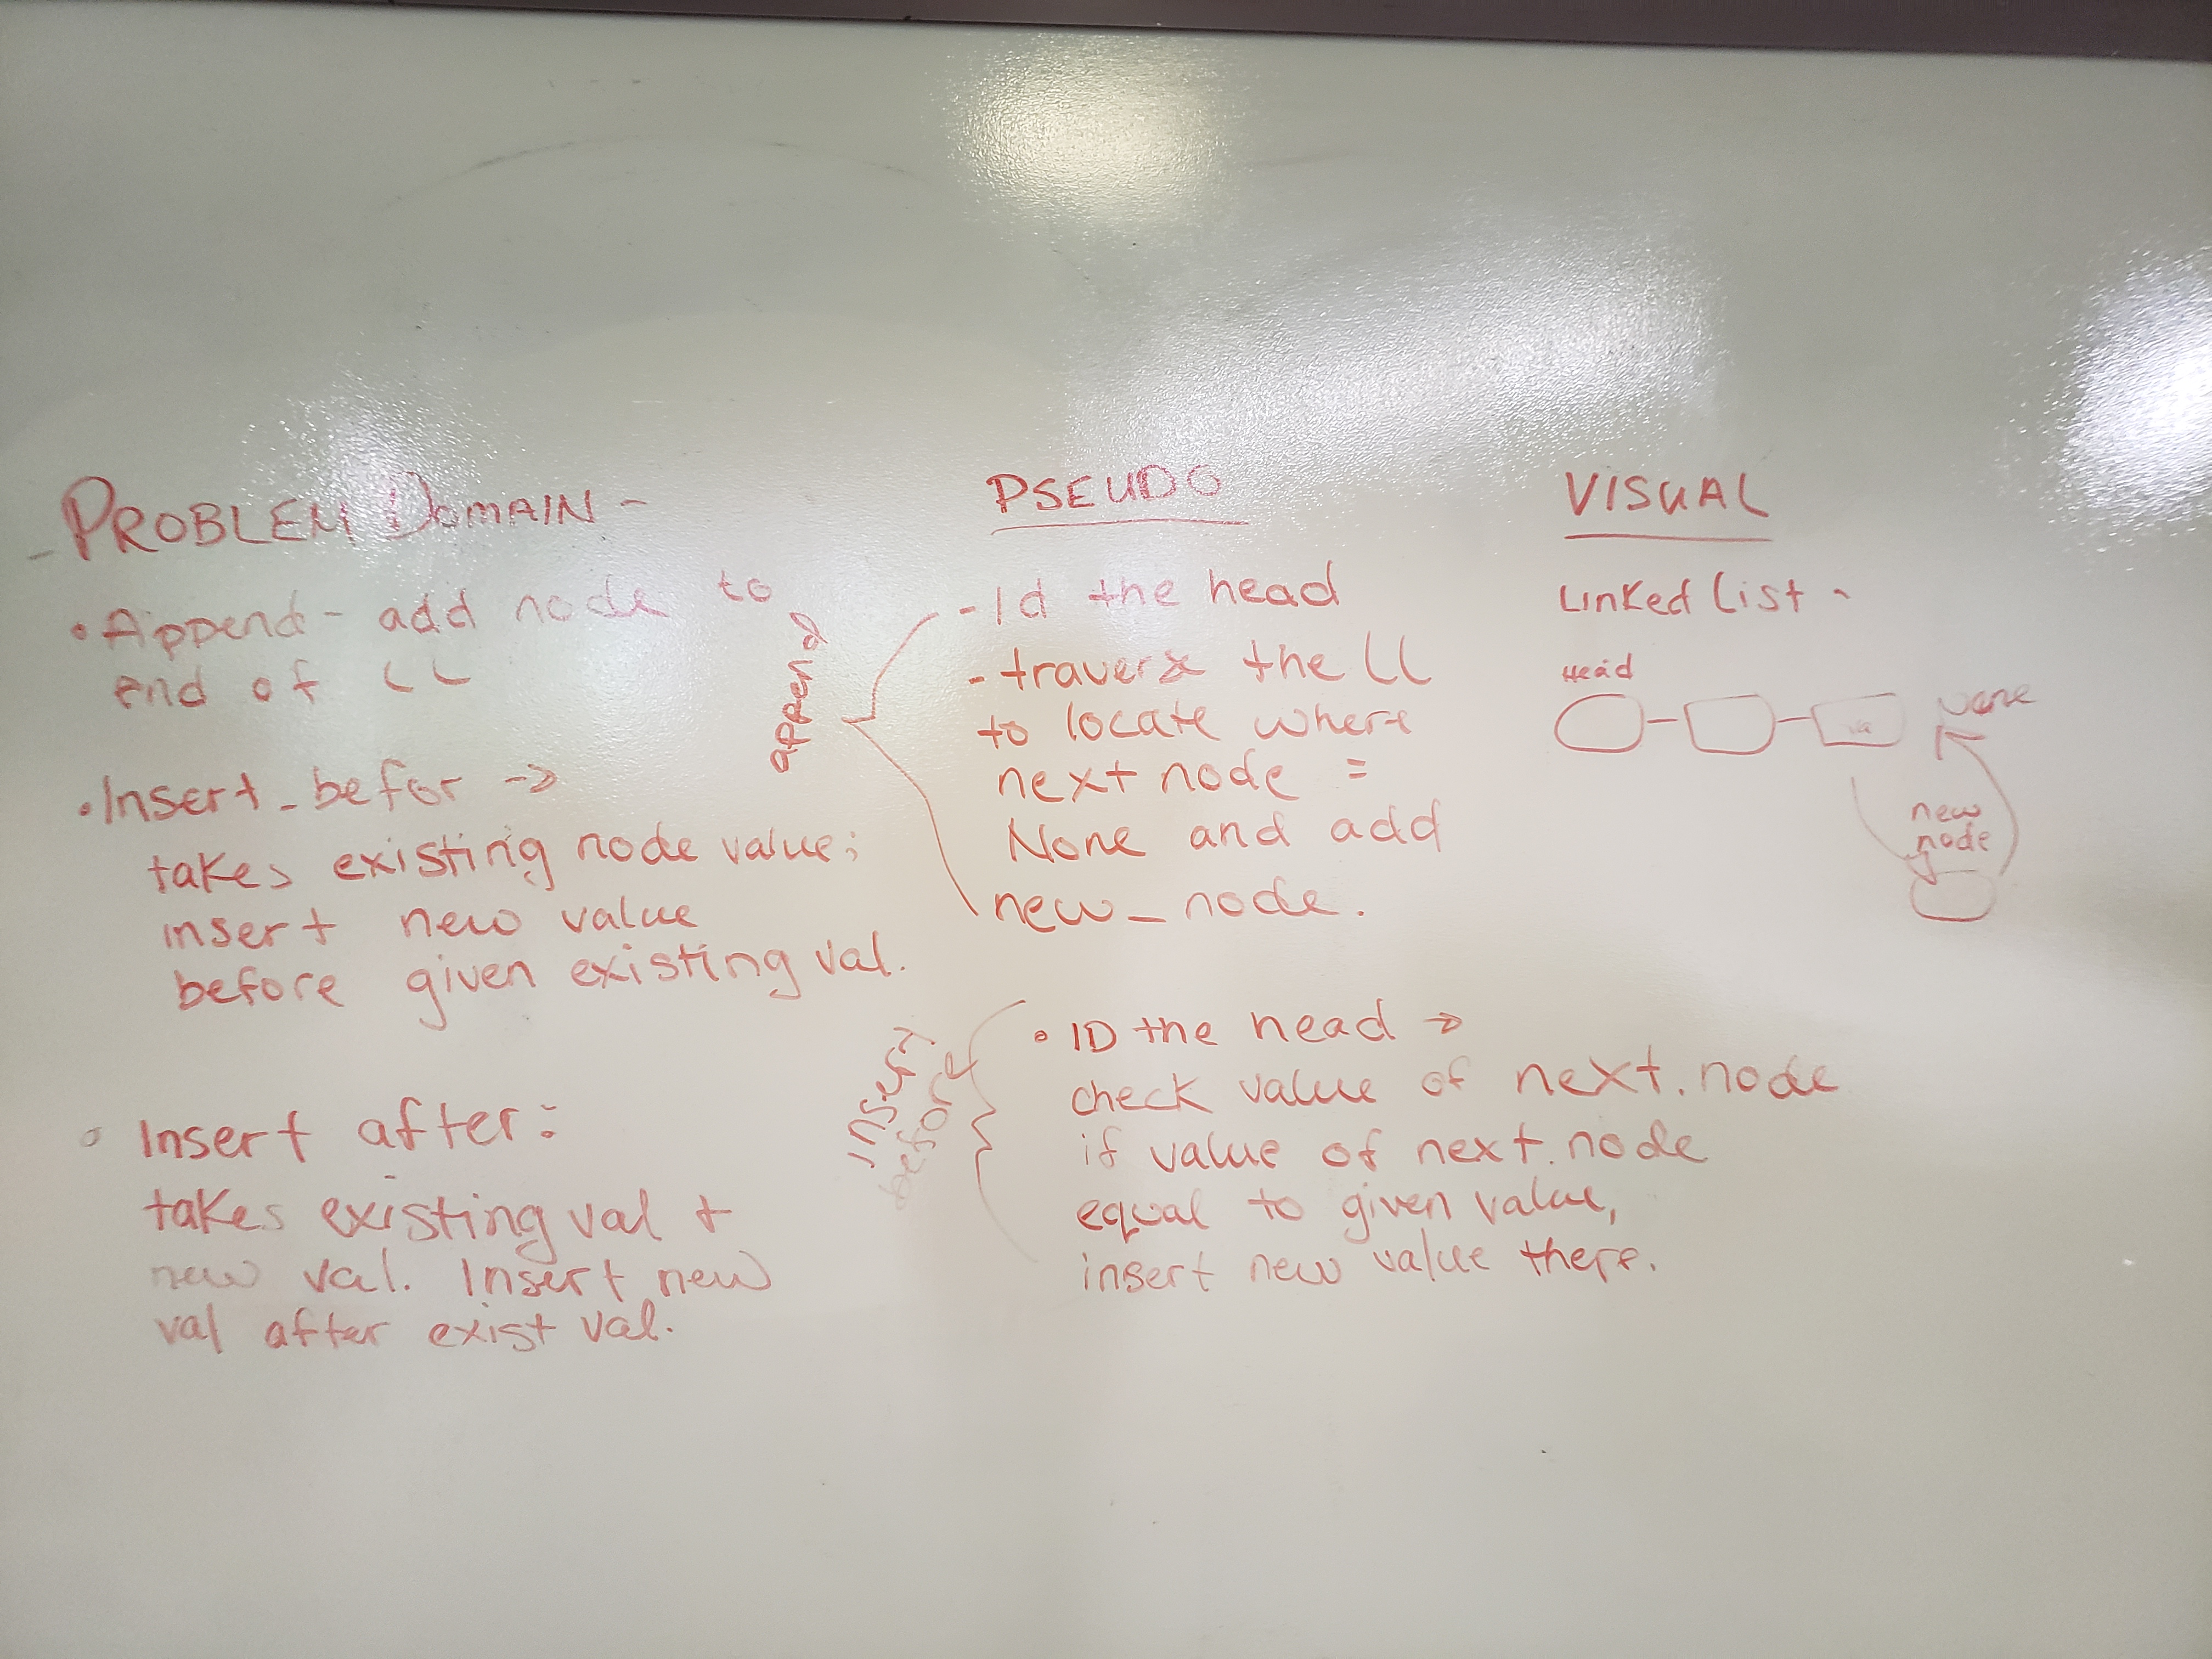 PROBLEM DOMAIN -
• Append - add node to
end of LL
• Insert_befor ->
takes existing node value;
insert new value
before given existing val.
• Insert after:
takes existing val +
new val. Insert new
val after exist val.
PSEUDO
append
- Id the head
- traverse the LL
to locate where
next node =
None and add
new_node.
insert
before
• ID the head ->
check value of next.node
if value of next.node
equal to given value,
insert new value there.
VISUAL
Linked list -
Head
None
new
node